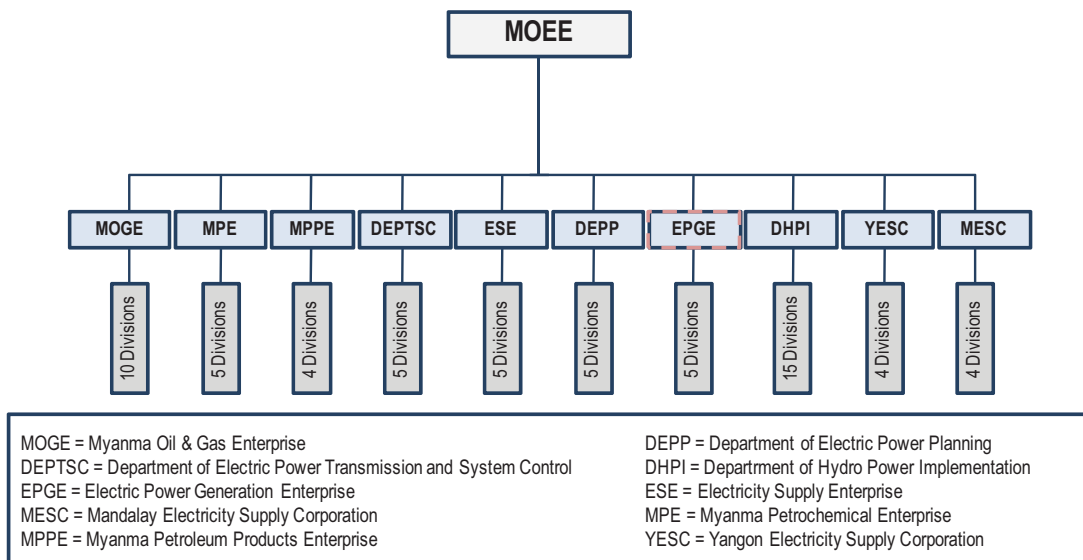 MOEE
MOGE
MPE
MPPE
DEPTSC
ESE
DEPP
EPGE
DHPI
YESC
MESC
10 Divisions
5 Divisions
4 Divisions
5 Divisions
5 Divisions
5 Divisions
5 Divisions
15 Divisions
4 Divisions
4 Divisions
MOGE = Myanma Oil & Gas Enterprise
DEPTSC = Department of Electric Power Transmission and System Control
EPGE = Electric Power Generation Enterprise
MESC = Mandalay Electricity Supply Corporation
MPPE = Myanma Petroleum Products Enterprise
DEPP = Department of Electric Power Planning
DHPI = Department of Hydro Power Implementation
ESE = Electricity Supply Enterprise
MPE = Myanma Petrochemical Enterprise
YESC = Yangon Electricity Supply Corporation